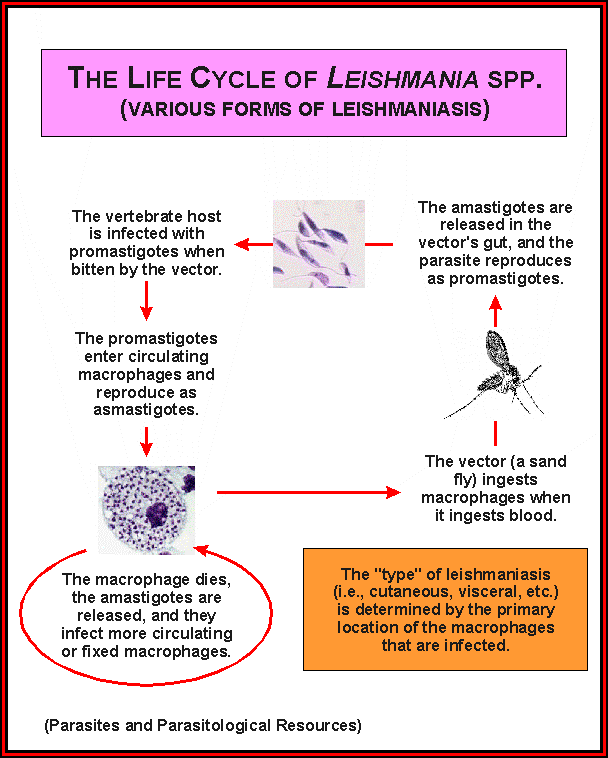 THE LIFE CYCLE OF LEISHMANIA SPP.
(VARIOUS FORMS OF LEISHMANIASIS)
The vertebrate host
is infected with
promastigotes when
bitten by the vector.
The promastigotes
enter circulating
macrophages and
reproduce as
asmastigotes.
The macrophage dies,
the amastigotes are
released, and they
infect more circulating
or fixed macrophages.
The amastigotes are
released in the
vector's gut, and the
parasite reproduces
as promastigotes.
The vector (a sand
fly) ingests
macrophages when
it ingests blood.
The "type" of leishmaniasis
(i.e., cutaneous, visceral, etc.)
is determined by the primary
location of the macrophages
that are infected.
(Parasites and Parasitological Resources)